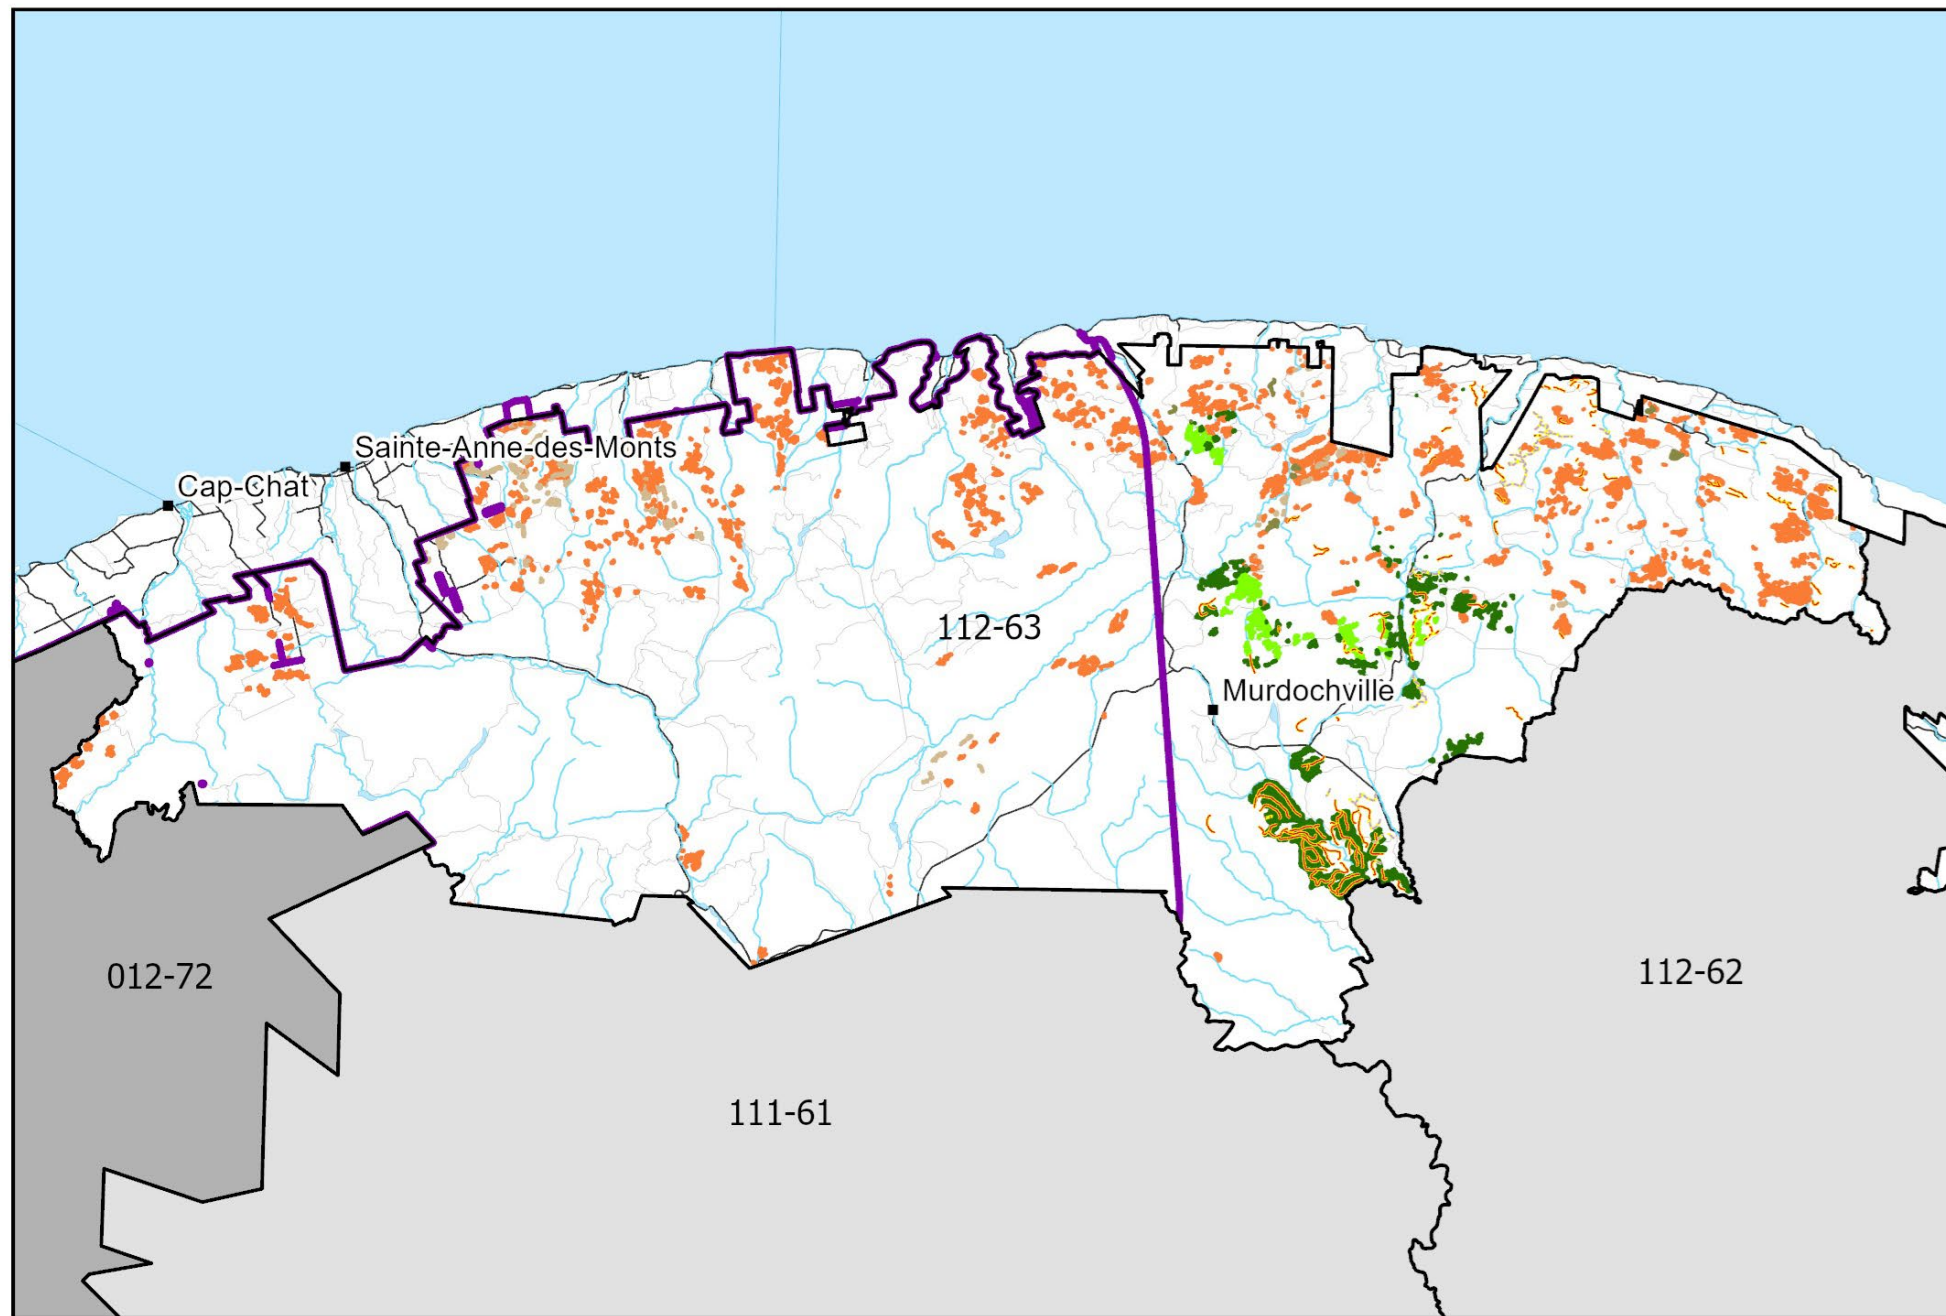 Sainte-Anne-des-Monts
Cap-Chat
112-63
Murdochville
012-72
112-62
111-61